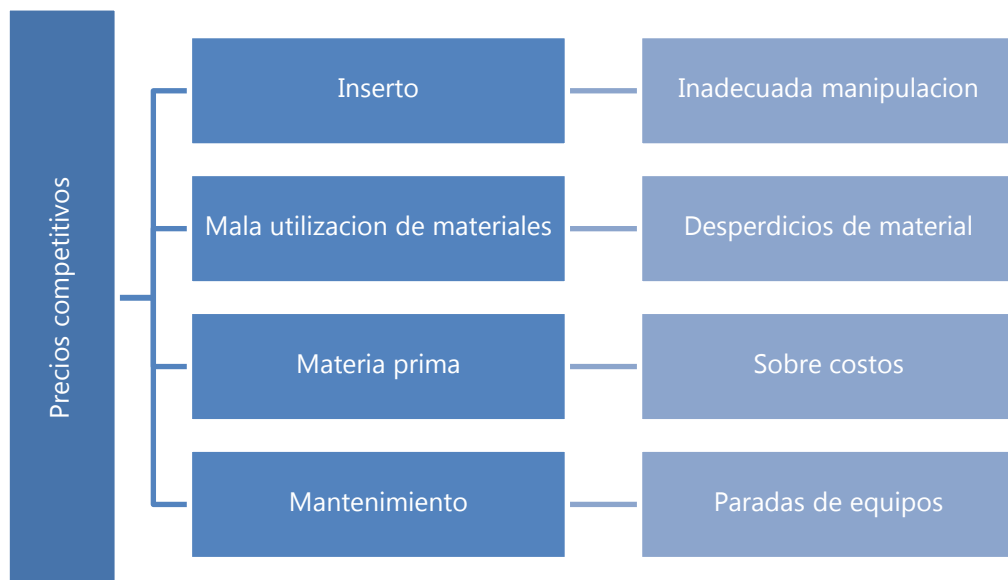 Precios competitivos
Inserto
Inadecuada manipulacion
Mala utilizacion de materiales
Desperdicios de material
Materia prima
Sobre costos
Mantenimiento
Paradas de equipos